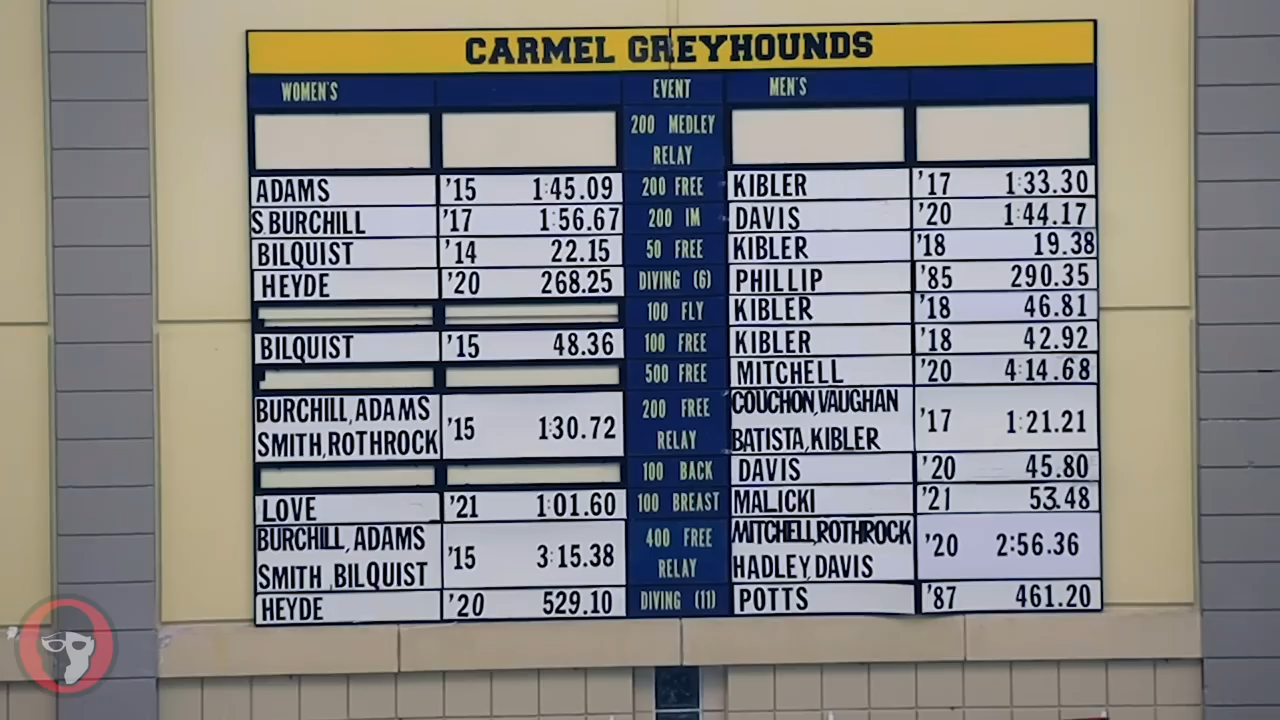 CARMEL GREYHOUNDS
WOMEN'S EVENT MEN'S
200 MEDLEY
RELAY
ADAMS '15 1:45.09 200 FREE KIBLER '17 1:33.30
S BURCHILL '17 1:56.67 200 IM DAVIS '20 1:44.17
BILQUIST '14 22.15 50 FREE KIBLER '18 19.38
HEYDE '20 268.25 DIVING (6) PHILLIP '85 290.35
100 FLY KIBLER '18 46.81
BILQUIST '15 48.36 100 FREE KIBLER '18 42.92
500 FREE MITCHELL '20 4:14.68
BURCHILL, ADAMS 200 FREE COUCHON, VAUGHAN
SMITH, ROTHROCK '15 1:30.72 RELAY BATISTA, KIBLER '17 1:21.21
100 BACK DAVIS '20 45.80
LOVE '21 1:01.60 100 BREAST MALICKI '21 53.48
BURCHILL, ADAMS 400 FREE MITCHELL, ROTHROCK
SMITH, BILQUIST '15 3:15.38 RELAY HADLEY, DAVIS '20 2:56.36
HEYDE '20 529.10 DIVING (11) POTTS '87 461.20